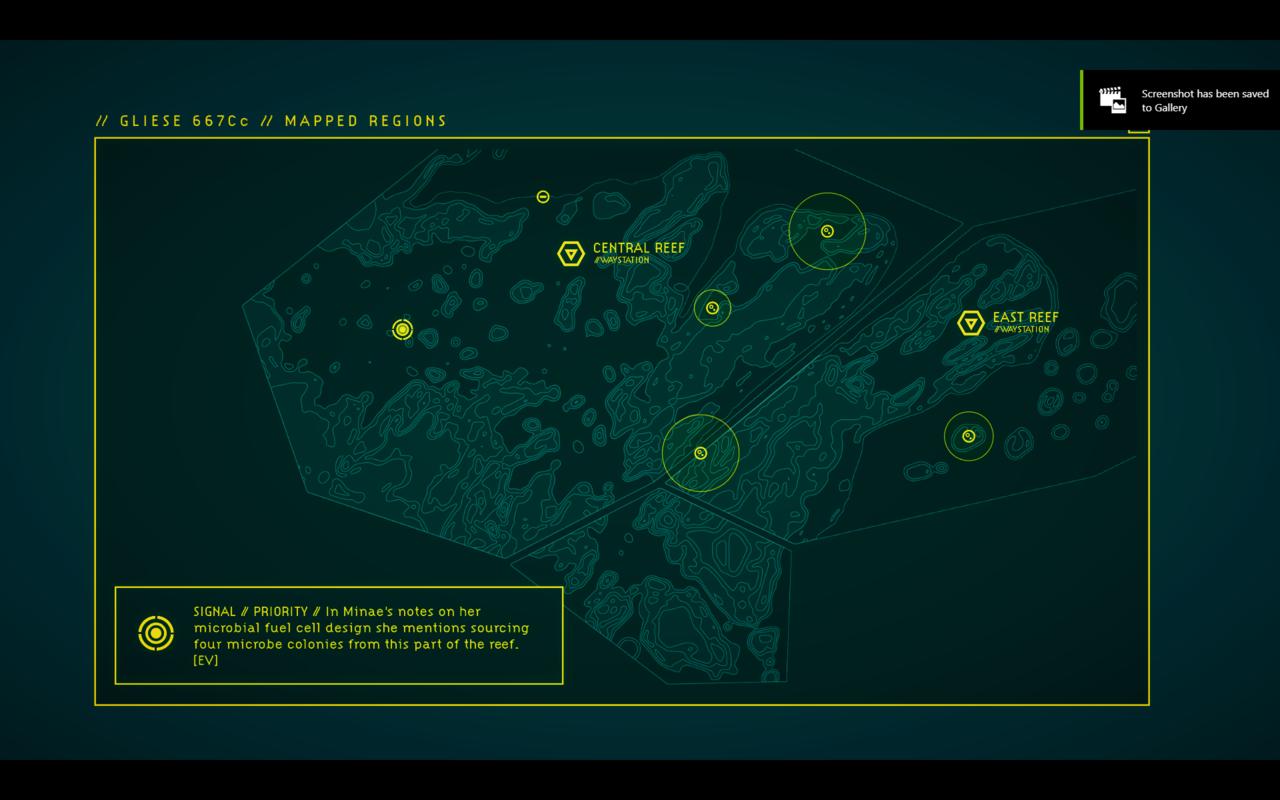 Screenshot has been saved
to Gallery
// GLIESE 667Cc // MAPPED REGIONS
CENTRAL REEF
//WAYSTATION
EAST REEF
//WAYSTATION
SIGNAL // PRIORITY // In Minae's notes on her
microbial fuel cell design she mentions sourcing
four microbe colonies from this part of the reef.
[EV]